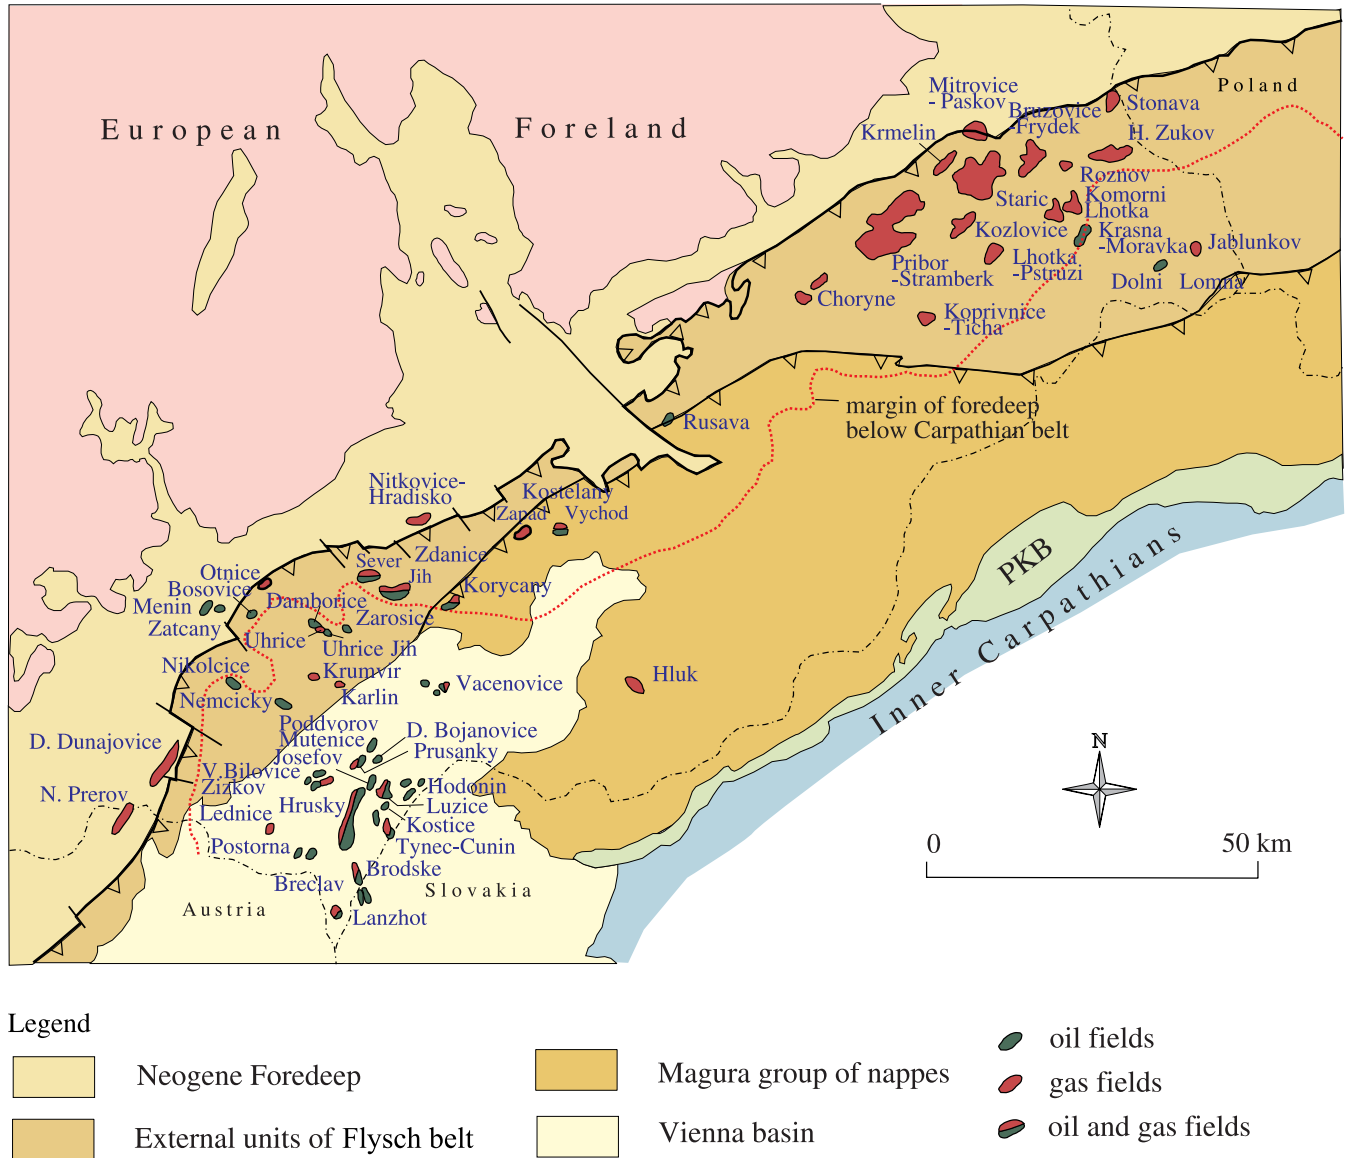 European
Foreland
Poland
Mitrovice
- Paskov
Bruzovice
-Frydek
Stonava
H. Zukov
Krmelin
Roznov
Staric
Komorni
Lhotka
Kozlovice
Krasna
-Moravka
Jablunkov
Pribor
-Stramberk
Lhotka
-Pstruzi
Dolni Lomna
Choryne
Koprivnice
-Ticha
Rusava
margin of foredeep
below Carpathian belt
Nitkovice-
Hradisko
Kostelany
Zapad
Vychod
Zdanice
Sever
Jih
Otnice
Bosovice
Menin
Zatcany
Damborice
Korycany
Zarosice
Uhrice
Uhrice Jih
Nikolcice
Krumvir
Nemcicky
Karlin
Vacenovice
Hluk
PKB
Inner Carpathians
Poddvorov
Mutenice
Josefov
D. Bojanovice
Prusanky
D. Dunajovice
V.Bilovice
Zizkov
Hodonin
N. Prerov
Lednice
Hrusky
Luzice
Kostice
Postorna
Tynec-Cunin
Breclav
Brodske
Slovakia
Austria
Lanzhot
N
0 50 km
Legend
Neogene Foredeep
External units of Flysch belt
Magura group of nappes
Vienna basin
oil fields
gas fields
oil and gas fields